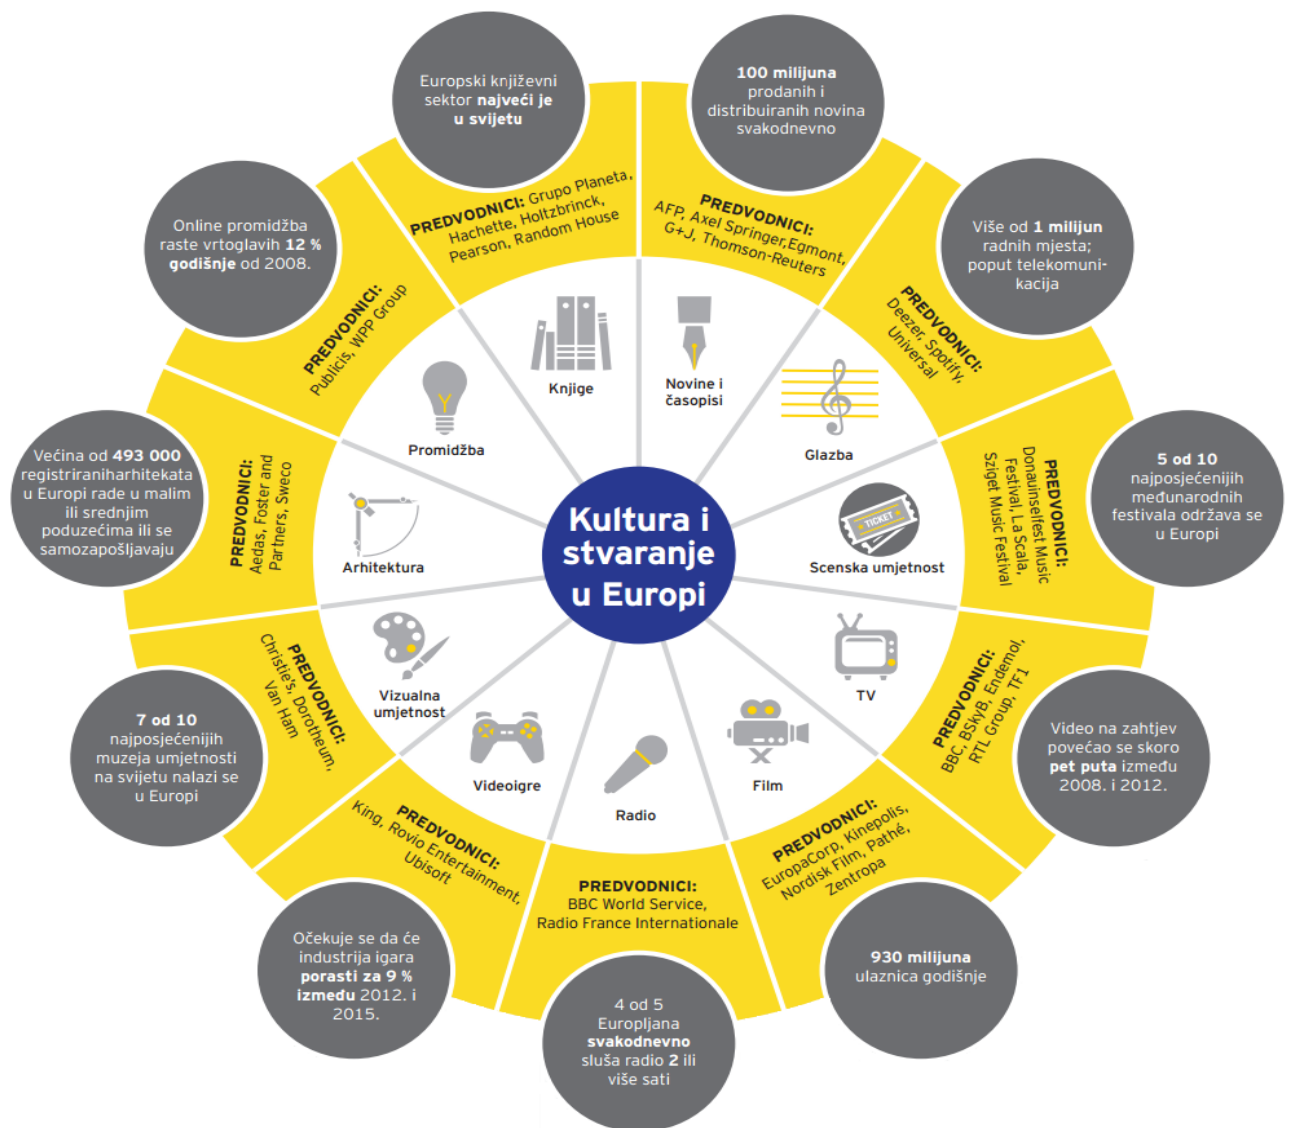 Kultura i
stvaranje
u Europi
Europski književni
sektor najveći je
u svijetu
PREDVODNICI: Grupo Planeta,
Hachette, Holtzbrinck,
Pearson, Random House
Knjige
100 milijuna
prodanih i
distribuiranih novina
svakodnevno
PREDVODNICI:
AFP, Axel Springer,Egmont,
G+J, Thomson-Reuters
Novine i
časopisi
Više od 1 milijun
radnih mjesta;
poput telekomuni-
kacija
PREDVODNICI:
Deezer, Spotify,
Universal
Glazba
5 od 10
najposjećenijih
međunarodnih
festivala održava se
u Europi
PREDVODNICI:
Donauinselfest Music
Festival, La Scala,
Sziget Music Festival
TICKET
Scenska umjetnost
Video na zahtjev
povećao se skoro
pet puta između
2008. i 2012.
PREDVODNICI:
BBC, BSkyB, Endemol,
RTL Group, TF1
TV
930 milijuna
ulaznica godišnje
PREDVODNICI:
EuropaCorp, Kinepolis,
Nordisk Film, Pathé,
Zentropa
Film
4 od 5
Europljana
svakodnevno
sluša radio 2 ili
više sati
PREDVODNICI:
BBC World Service,
Radio France Internationale
Radio
Očekuje se da će
industrija igara
porasti za 9 %
između 2012. i
2015.
PREDVODNICI:
King, Rovio Entertainment,
Ubisoft
Videoigre
7 od 10
najposjećenijih
muzeja umjetnosti
na svijetu nalazi se
u Europi
PREDVODNICI:
Christie's, Dorotheum,
Van Ham
Vizualna
umjetnost
Većina od 493 000
registriraniharhitekata
u Europi rade u malim
ili srednjim
poduzećima ili se
samozapošljavaju
PREDVODNICI:
Aedas, Foster and
Partners, Sweco
Arhitektura
Online promidžba
raste vrtoglavih 12 %
godišnje od 2008.
PREDVODNICI:
Publicis, WPP Group
Promidžba